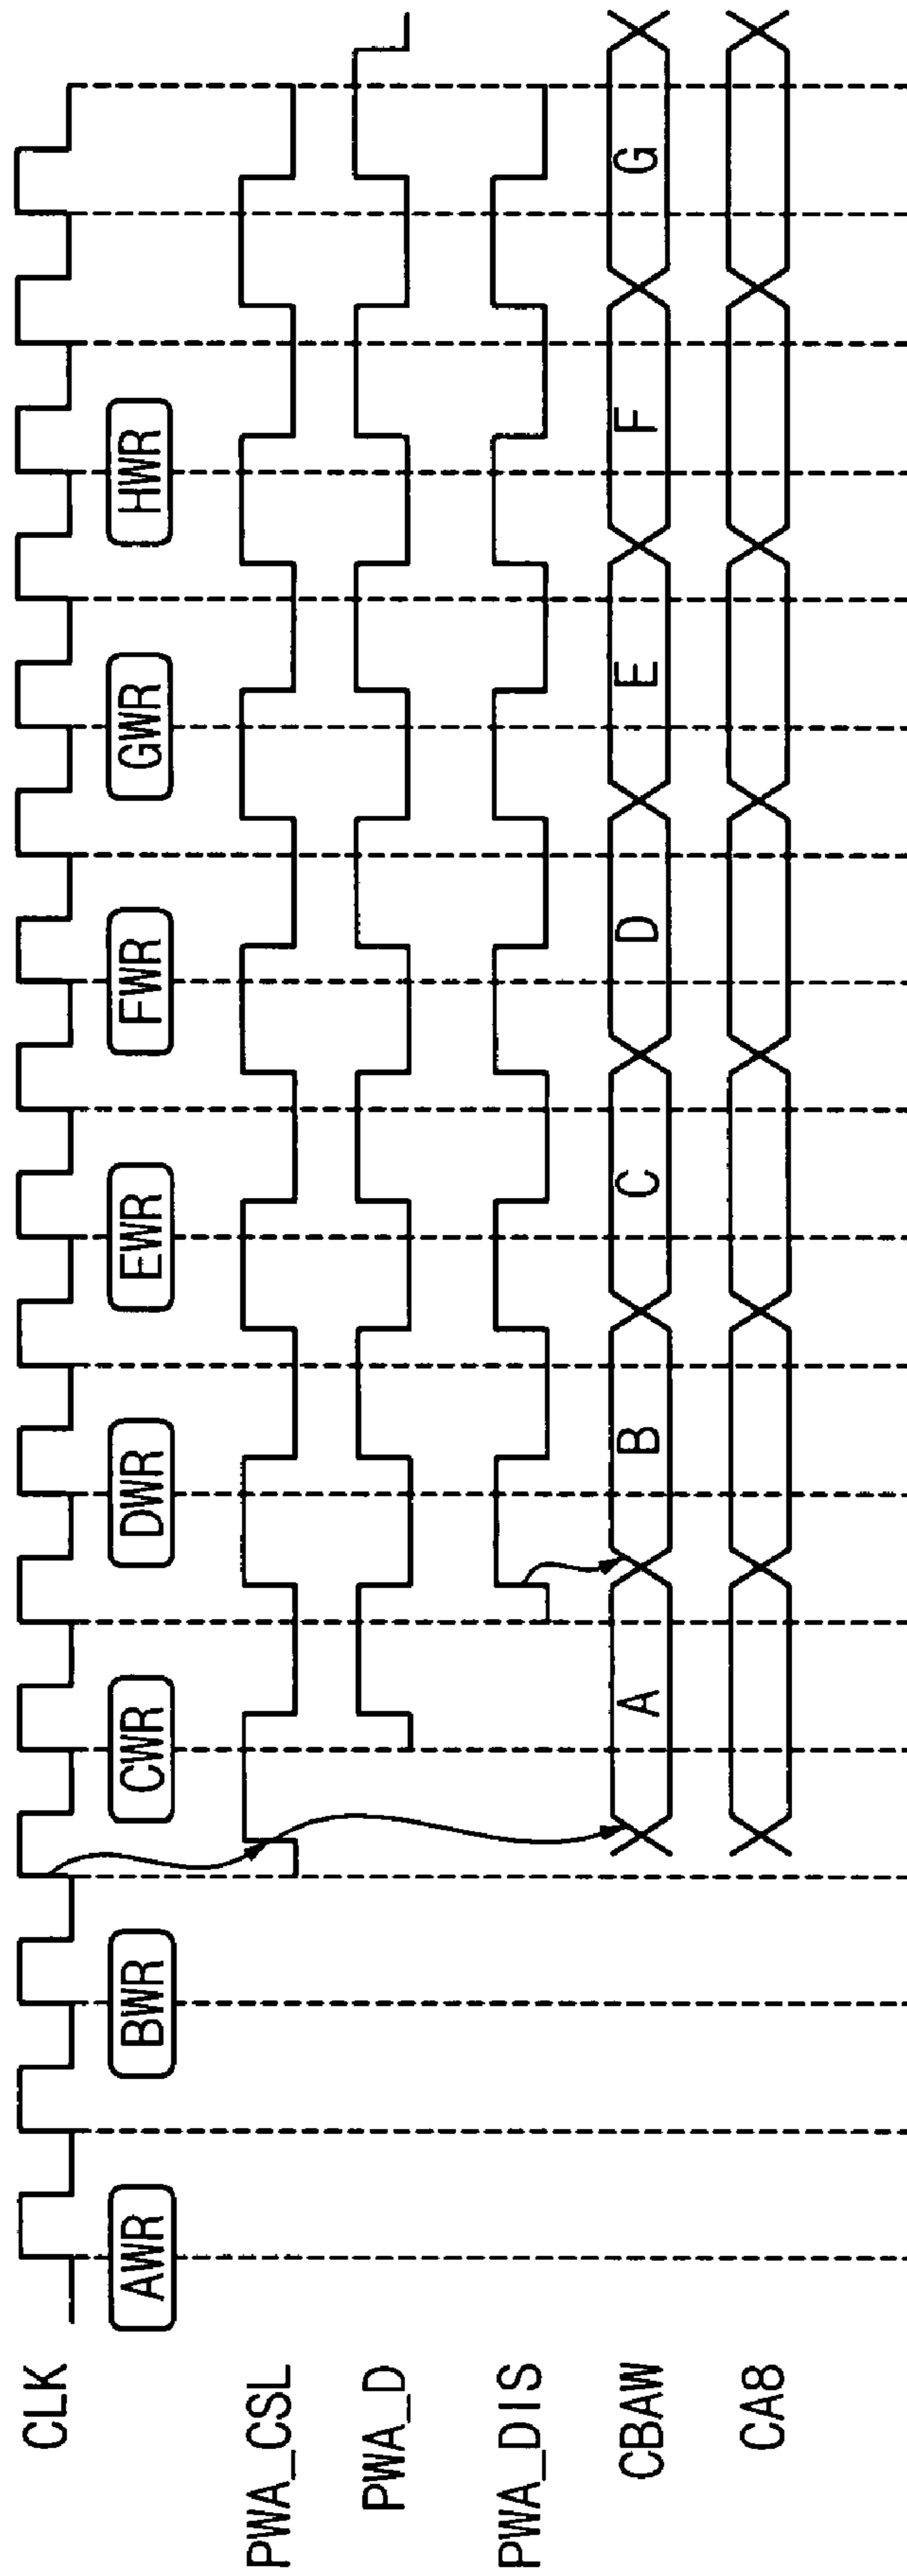 CLK
AWR BWR CWR DWR EWR FWR GWR HWR
PWA_CSL
PWA_D
PWA_DIS
CBAW A B C D E F G
CA8